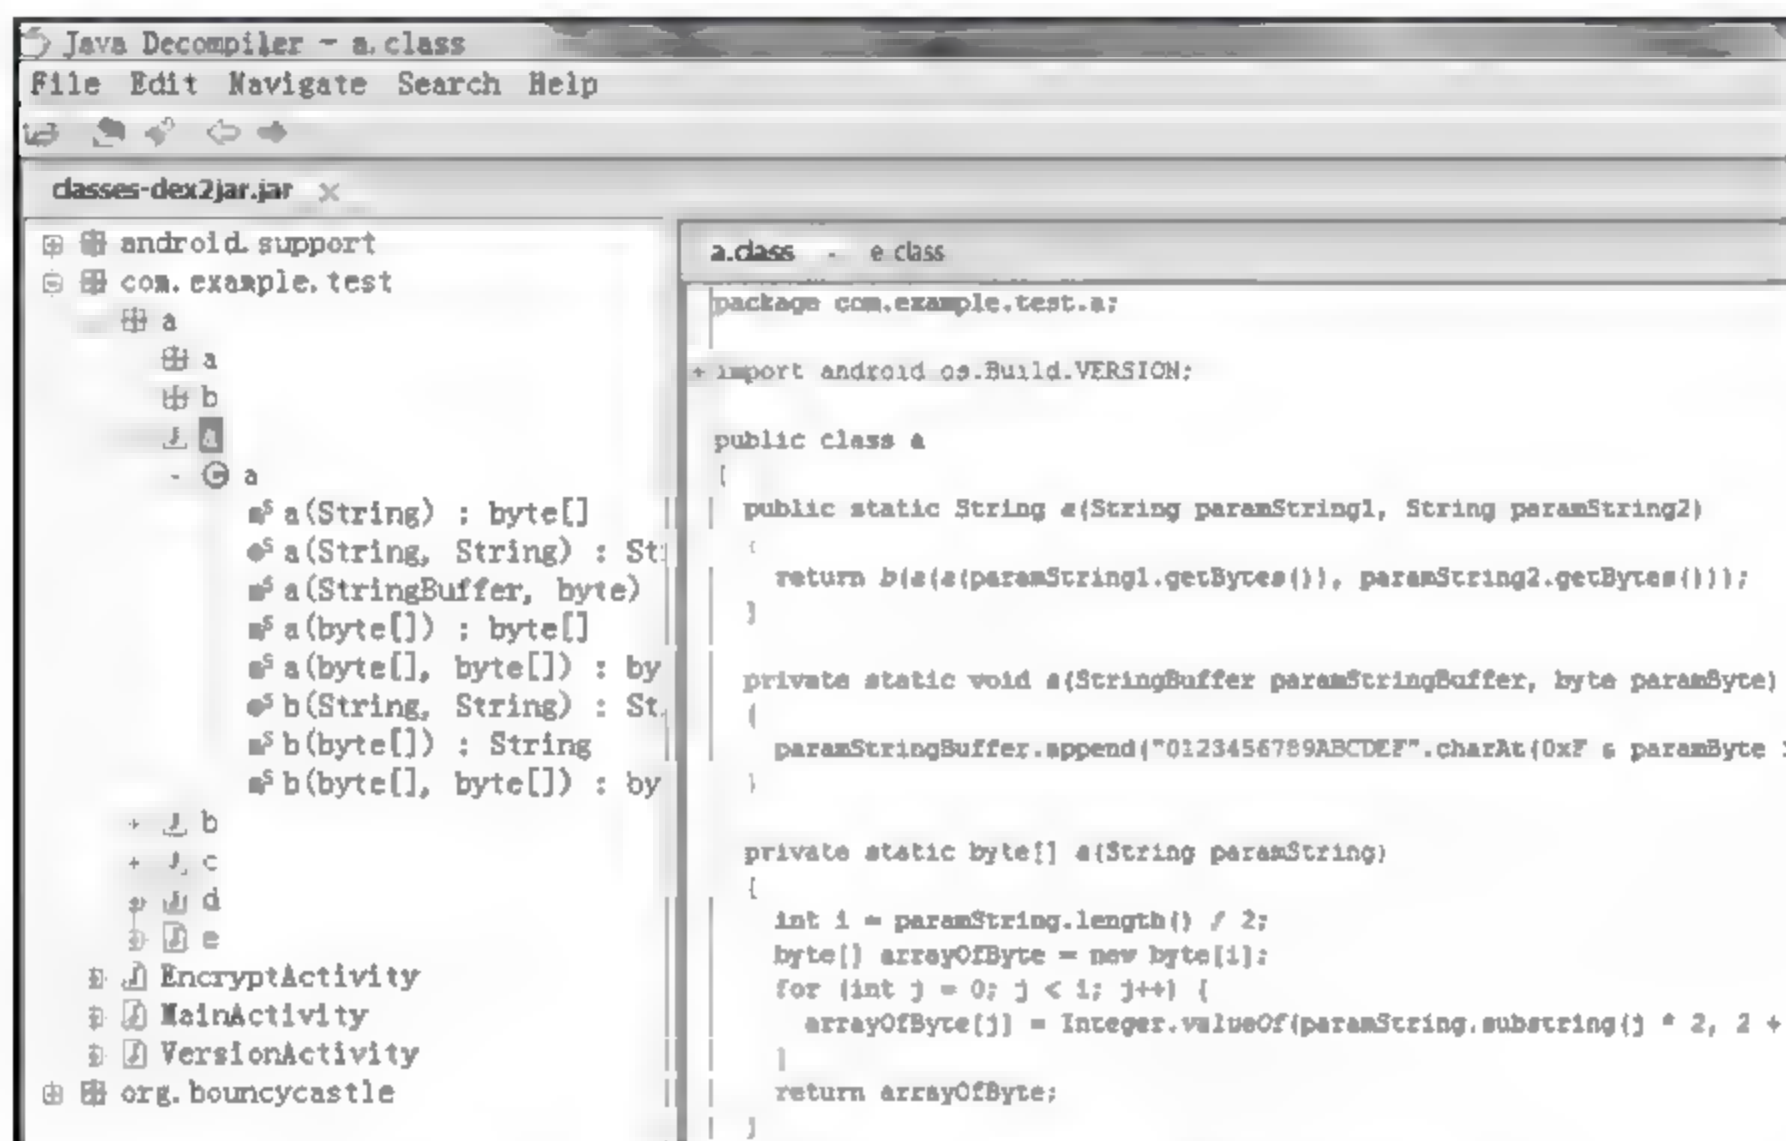 Java Decompiler - a.class
File Edit Navigate Search Help
classes-dex2jar.jar
android.support
com.example.test
a
a
b
a
a
a(String) : byte[]
a(String, String) : St
a(StringBuffer, byte)
a(byte[]) : byte[]
a(byte[], byte[]) : by
b(String, String) : St
b(byte[]) : String
b(byte[], byte[]) : by
b
c
d
e
EncryptActivity
MainActivity
VersionActivity
org.bouncycastle
a.class e class
package com.example.test.a;
+ import android os.Build.VERSION;
public class a
{
public static String a(String paramString1, String paramString2)
{
return b(a(a(paramString1.getBytes()), paramString2.getBytes()));
}
private static void a(StringBuffer paramStringBuffer, byte paramByte)
{
paramStringBuffer.append("0123456789ABCDEF".charAt(0xF & paramByte
}
private static byte[] a(String paramString)
{
int i = paramString.length() / 2;
byte[] arrayOfByte = new byte[i];
for (int j = 0; j < i; j++) {
arrayOfByte[j] = Integer.valueOf(paramString.substring(j * 2, 2 +
}
return arrayOfByte;
}